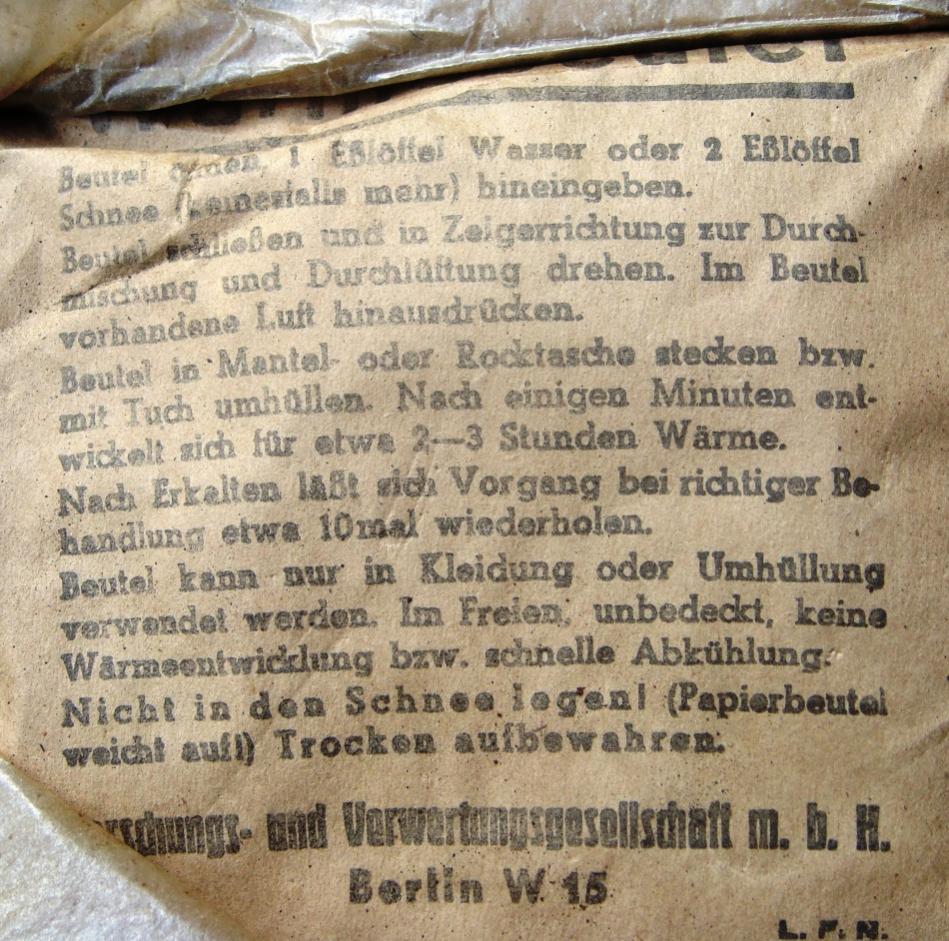 Beutel öffnen, 1 Eßlöffel Wasser oder 2 Eßlöffel
Schnee (keinesfalls mehr) hineingeben.
Beutel schließen und in Zeigerrichtung zur Durch-
mischung und Durchlüftung drehen. Im Beutel
vorhandene Luft hinausdrücken.
Beutel in Mantel- oder Rocktasche stecken bzw.
mit Tuch umhüllen. Nach einigen Minuten ent-
wickelt sich für etwa 2—3 Stunden Wärme.
Nach Erkalten läßt sich Vorgang bei richtiger Be-
handlung etwa 10mal wiederholen.
Beutel kann nur in Kleidung oder Umhüllung
verwendet werden. Im Freien, unbedeckt, keine
Wärmeentwicklung bzw. schnelle Abkühlung.
Nicht in den Schnee legen! (Papierbeutel
weicht auf!) Trocken aufbewahren.
und Verwertungsgesellschaft m. b. H.
Berlin W 15
L. F. N.